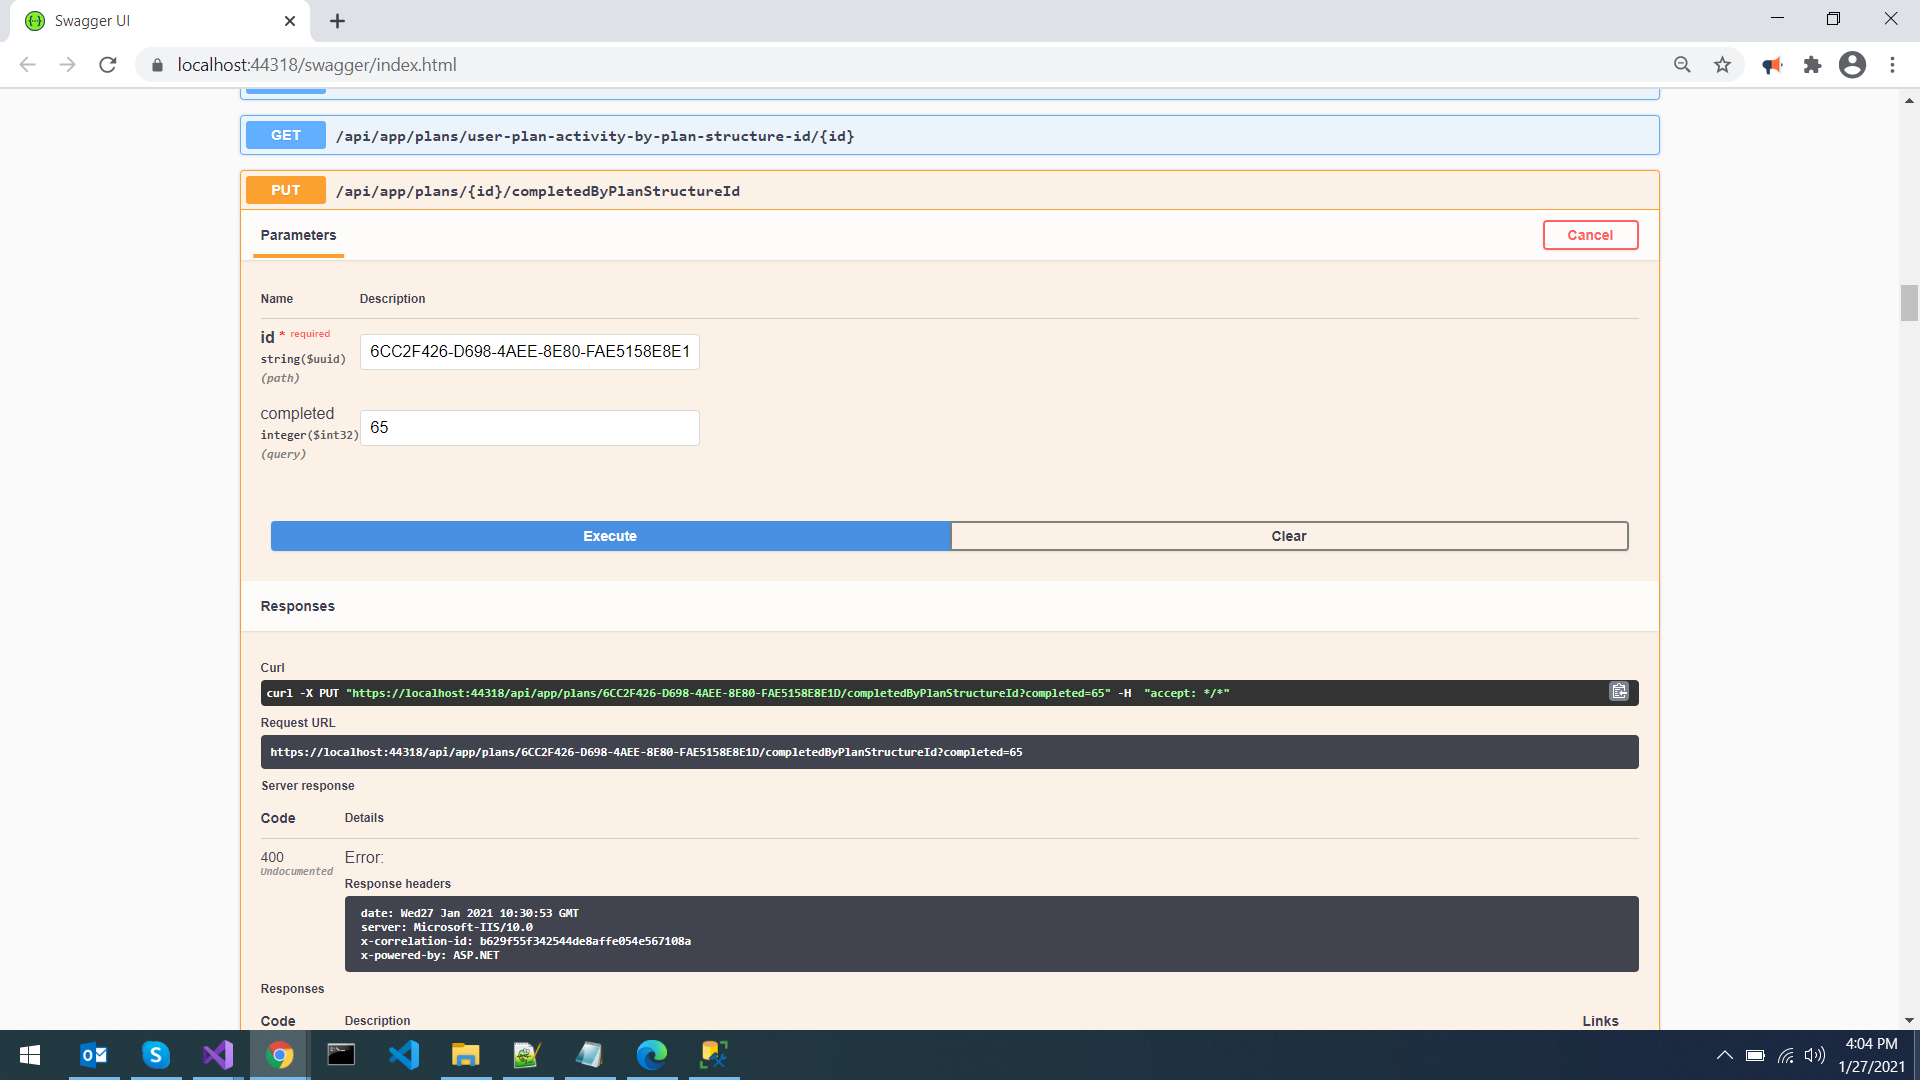 Swagger UI
localhost:44318/swagger/index.html
GET /api/app/plans/user-plan-activity-by-plan-structure-id/{id}
PUT /api/app/plans/{id}/completedByPlanStructureId
Parameters
Cancel
Name Description
id * required
string($uuid)
(path)
6CC2F426-D698-4AEE-8E80-FAE5158E8E1
completed
integer($int32)
(query)
65
Execute
Clear
Responses
Curl
curl -X PUT "https://localhost:44318/api/app/plans/6CC2F426-D698-4AEE-8E80-FAE5158E8E1D/completedByPlanStructureId?completed=65" -H  "accept: */*"
Request URL
https://localhost:44318/api/app/plans/6CC2F426-D698-4AEE-8E80-FAE5158E8E1D/completedByPlanStructureId?completed=65
Server response
Code Details
400
Undocumented
Error:
Response headers
date: Wed27 Jan 2021 10:30:53 GMT
server: Microsoft-IIS/10.0
x-correlation-id: b629f55f342544de8affe054e567108a
x-powered-by: ASP.NET
Responses
Code Description Links
4:04 PM
1/27/2021